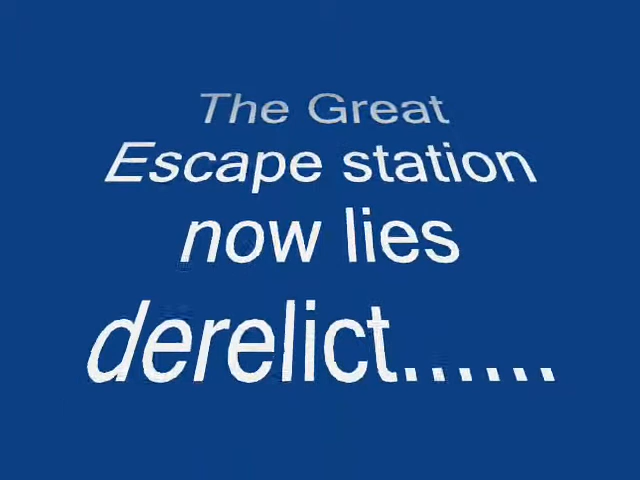 The Great
Escape station
now lies
derelict......